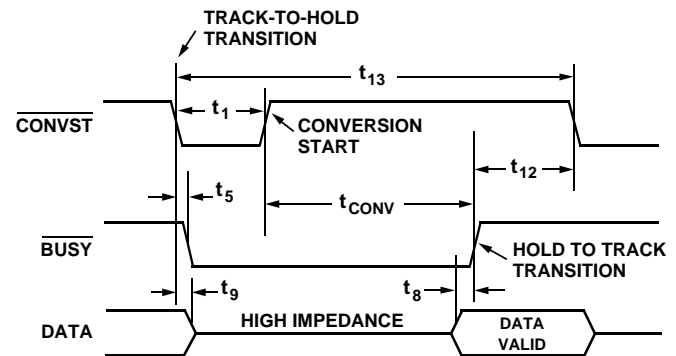 TRACK-TO-HOLD
TRANSITION
t13
CONVST
t1
CONVERSION
START
t12
t5
tCONV
BUSY
HOLD TO TRACK
TRANSITION
t9
t8
DATA
HIGH IMPEDANCE
DATA
VALID